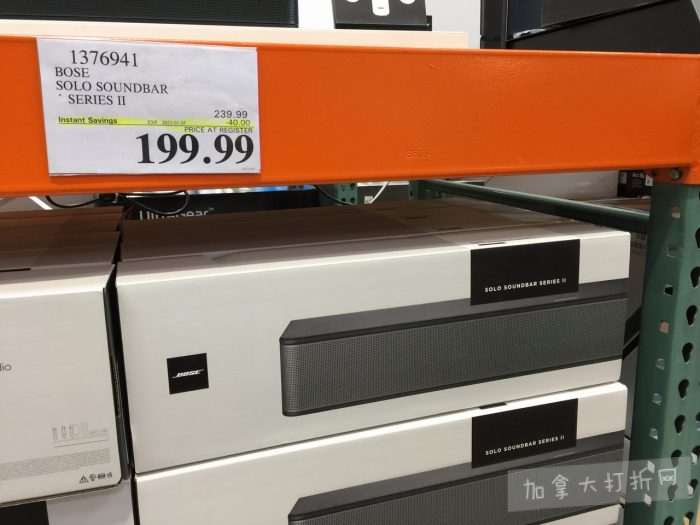 1376941
BOSE
SOLO SOUNDBAR
SERIES II
239.99
Instant Savings
-40.00
PRICE AT REGISTER
199.99
SOLO SOUNDBAR SERIES II
dio
BOSE
SOLO SOUNDBAR SERIES II
加拿大打折网